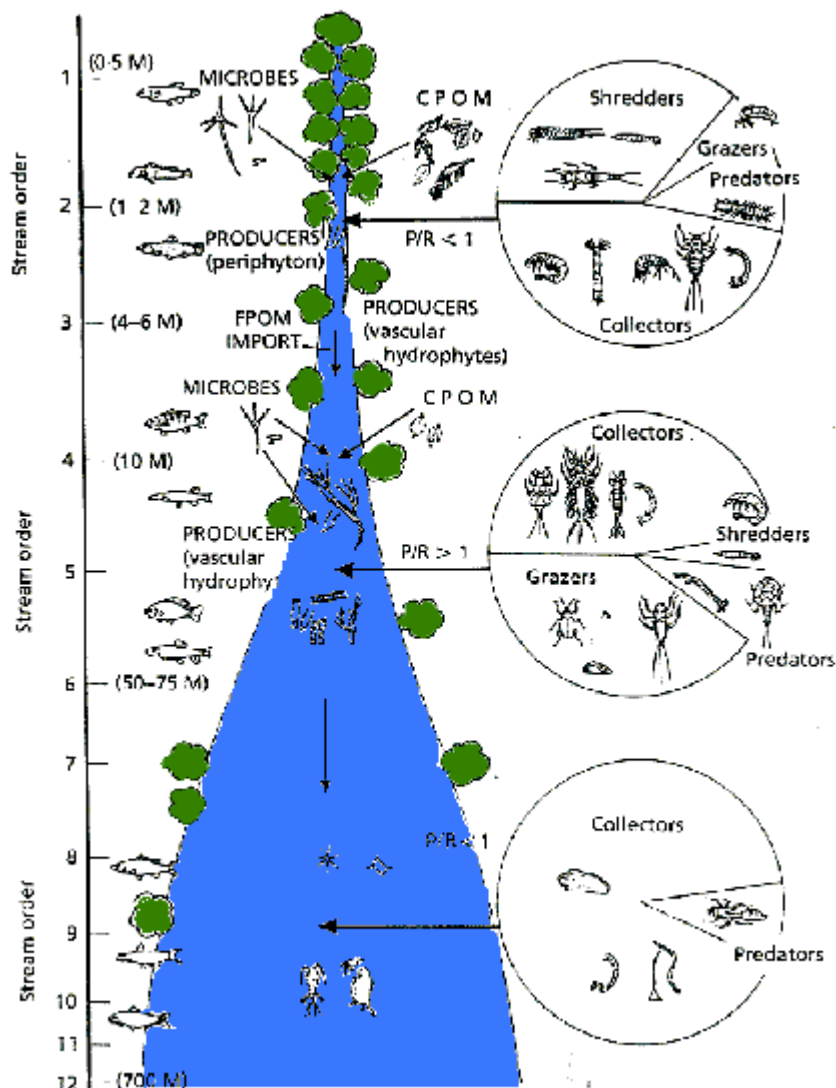 Stream order
1
(0·5 M)
MICROBES
CPOM
Shredders
Grazers
Predators
2
(1–2 M)
P/R < 1
PRODUCERS
(periphyton)
Collectors
3
(4–6 M)
FPOM
IMPORT
PRODUCERS
(vascular
hydrophytes)
MICROBES
CPOM
Stream order
4
(10 M)
Collectors
Shredders
PRODUCERS
(vascular
hydrophyt
P/R > 1
5
Grazers
Predators
6
(50–75 M)
7
Collectors
P/R < 1
8
Stream order
9
Predators
10
11
12
(700 M)